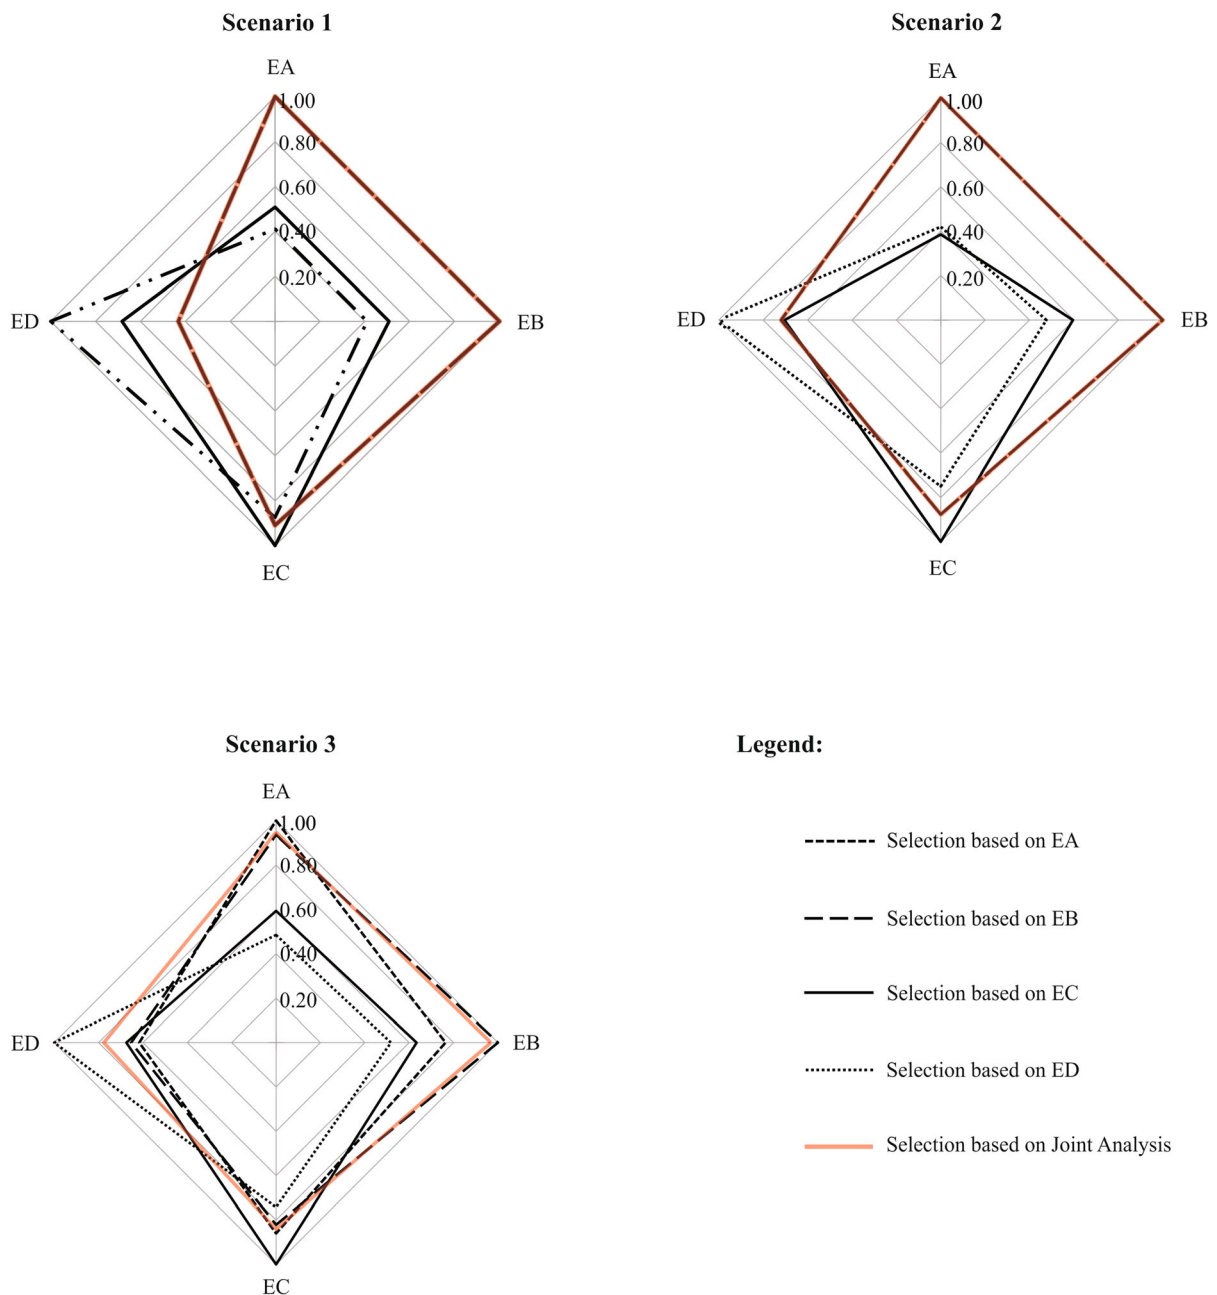 Scenario 1
EA
1.00
0.80
0.60
0.40
0.20
ED
EB
EC
Scenario 2
EA
1.00
0.80
0.60
0.40
0.20
ED
EB
EC
Scenario 3
EA
1.00
0.80
0.60
0.40
0.20
ED
EB
EC
Legend:
Selection based on EA
Selection based on EB
Selection based on EC
Selection based on ED
Selection based on Joint Analysis